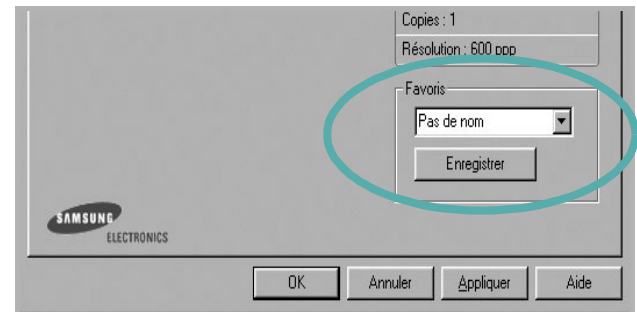 Copies : 1
Résolution : 600 ppp
Favoris
Pas de nom
Enregistrer
SAMSUNG
ELECTRONICS
OK Annuler Appliquer Aide